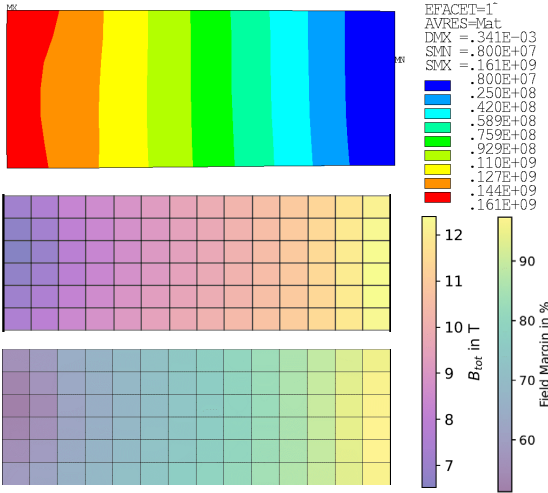 MX
MN
EFACET=1
AVRES=Mat
DMX =.341E-03
SMN =.800E+07
SMX =.161E+09
.800E+07
.250E+08
.420E+08
.589E+08
.759E+08
.929E+08
.110E+09
.127E+09
.144E+09
.161E+09
12
11
10
9
8
7
B_tot in T
90
80
70
60
Field Margin in %